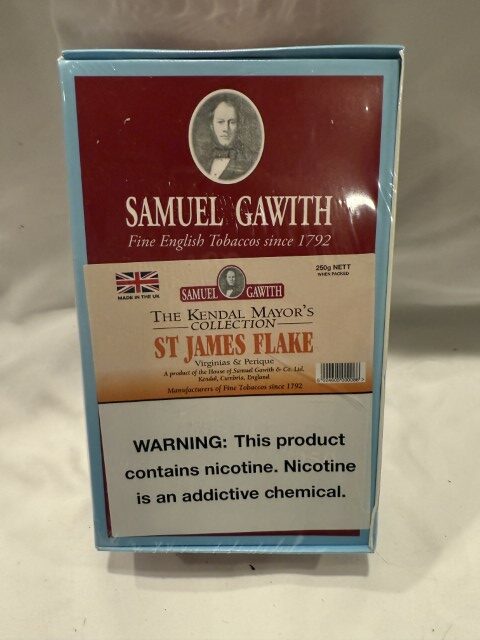 SAMUEL GAWITH
Fine English Tobaccos since 1792
MADE IN THE UK
SAMUEL GAWITH
250g NETT
WHEN PACKED
THE KENDAL MAYOR'S
COLLECTION
ST JAMES FLAKE
Virginias & Perique
A product of the House of Samuel Gawith & Co. Ltd.
Kendal, Cumbria, England.
Manufacturers of Fine Tobaccos since 1792
WARNING: This product
contains nicotine. Nicotine
is an addictive chemical.